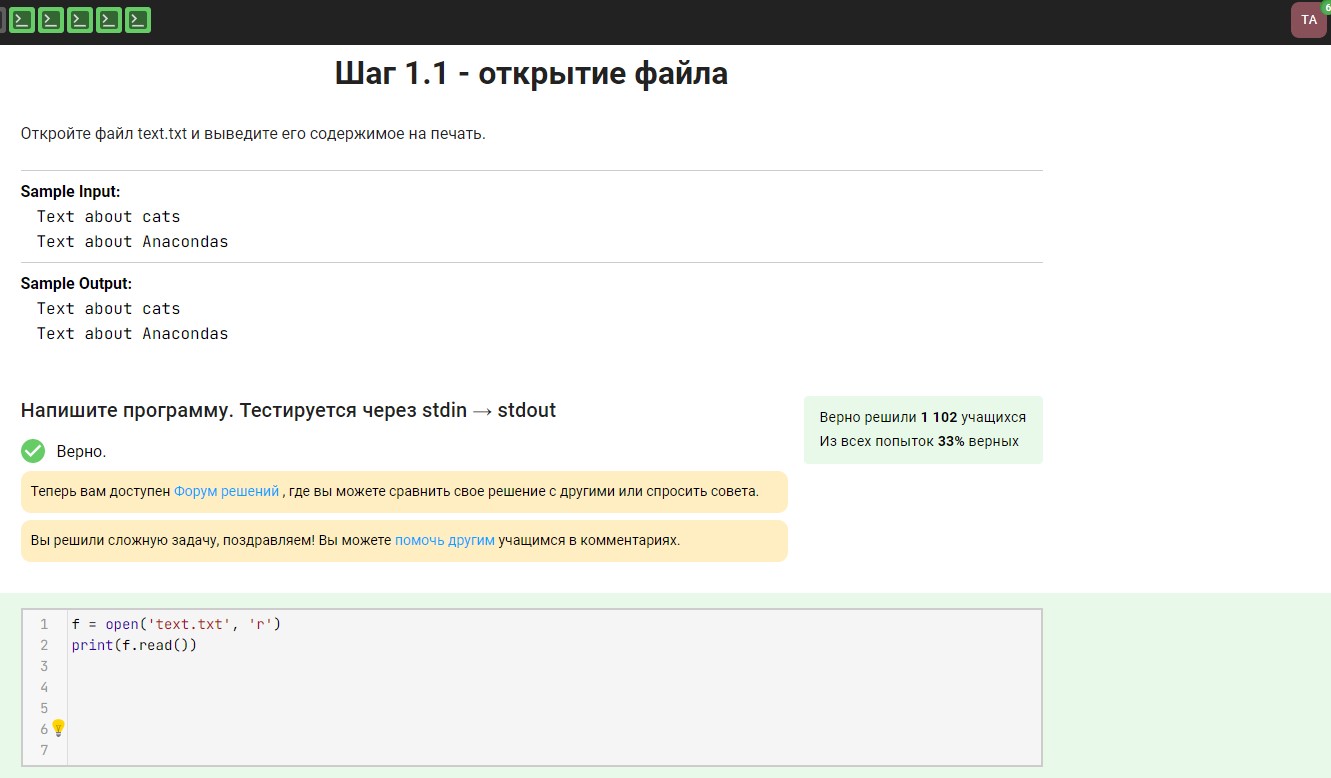 TA
6
Шаг 1.1 - открытие файла
Откройте файл text.txt и выведите его содержимое на печать.
Sample Input:
Text about cats
Text about Anacondas
Sample Output:
Text about cats
Text about Anacondas
Напишите программу. Тестируется через stdin → stdout
Верно решили 1 102 учащихся
Из всех попыток 33% верных
Верно.
Теперь вам доступен Форум решений , где вы можете сравнить свое решение с другими или спросить совета.
Вы решили сложную задачу, поздравляем! Вы можете помочь другим учащимся в комментариях.
1 f = open('text.txt', 'r')
2 print(f.read())
3
4
5
6
7